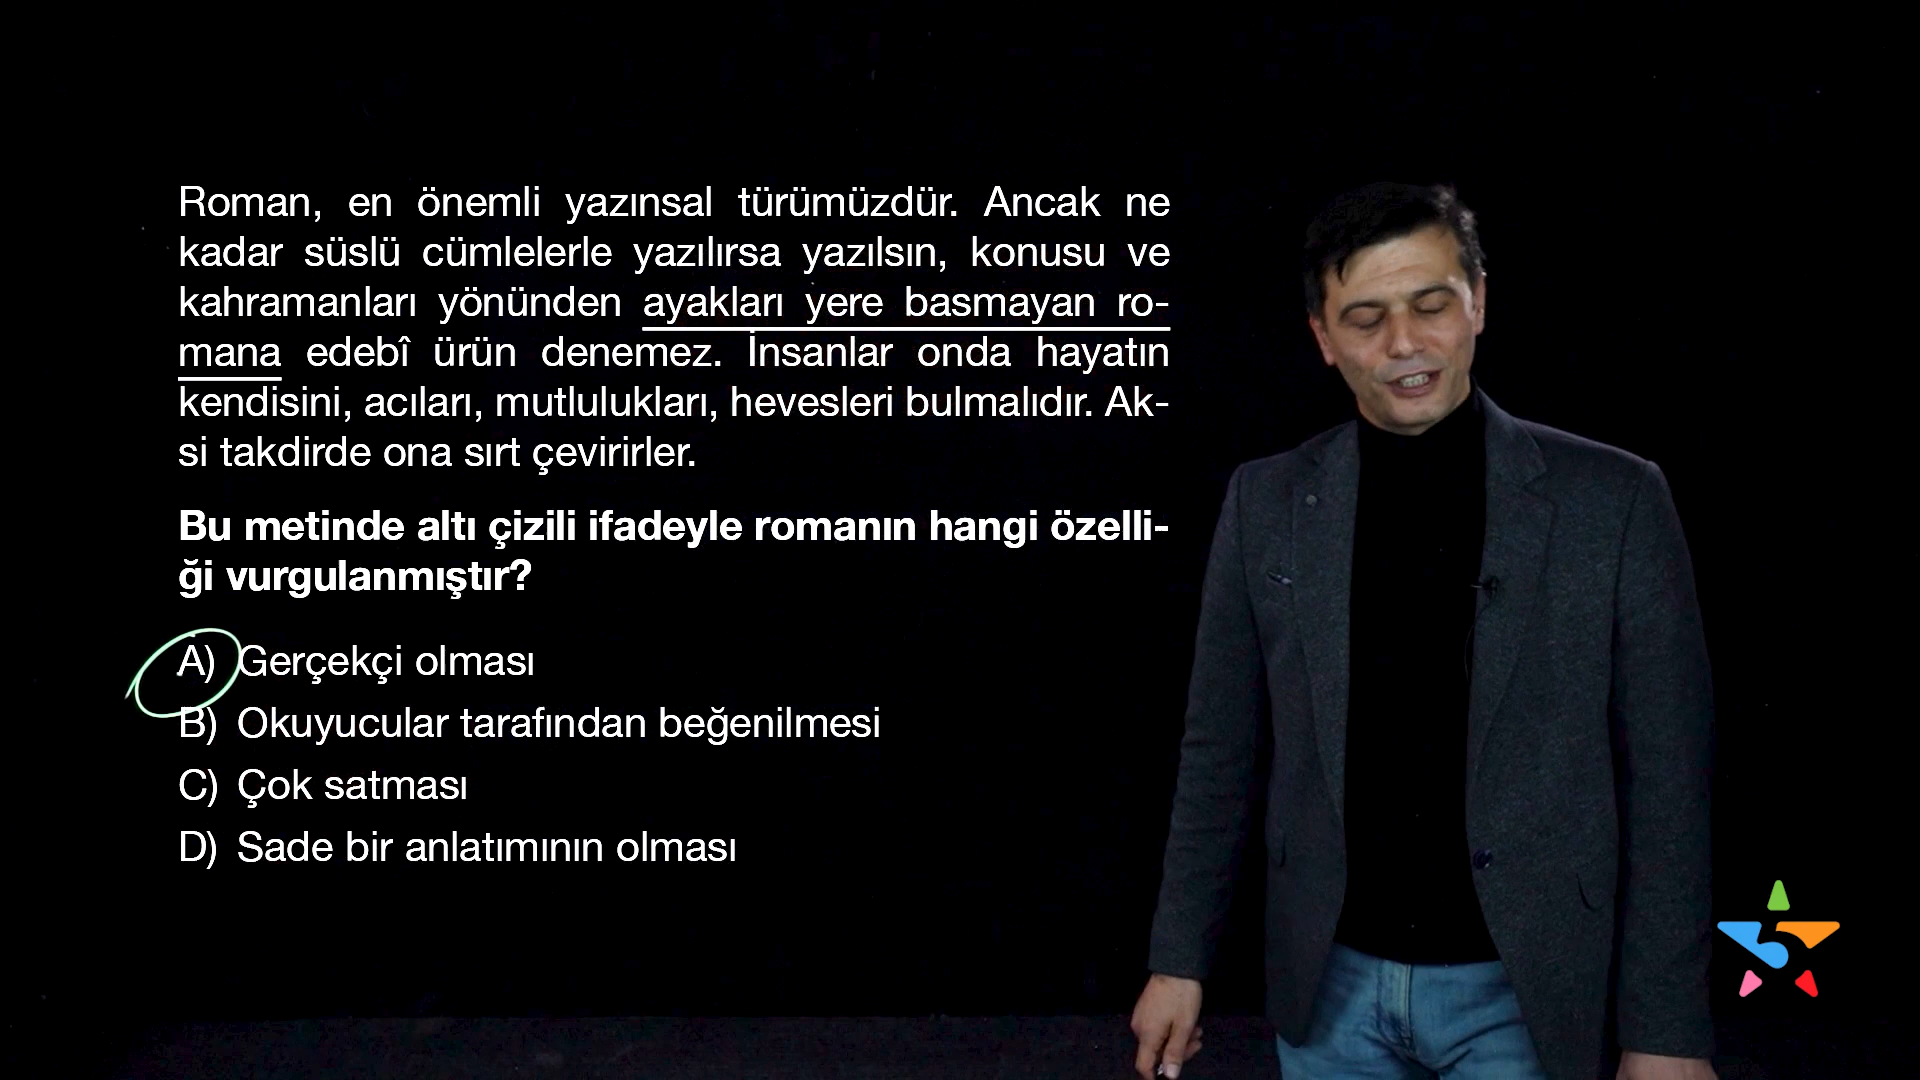 Roman, en önemli yazınsal türümüzdür. Ancak ne
kadar süslü cümlelerle yazılırsa yazılsın, konusu ve
kahramanları yönünden ayakları yere basmayan ro-
mana edebî ürün denemez. İnsanlar onda hayatın
kendisini, acıları, mutlulukları, hevesleri bulmalıdır. Ak-
si takdirde ona sırt çevirirler.
Bu metinde altı çizili ifadeyle romanın hangi özelli-
ği vurgulanmıştır?
A) Gerçekçi olması
B) Okuyucular tarafından beğenilmesi
C) Çok satması
D) Sade bir anlatımının olması
5